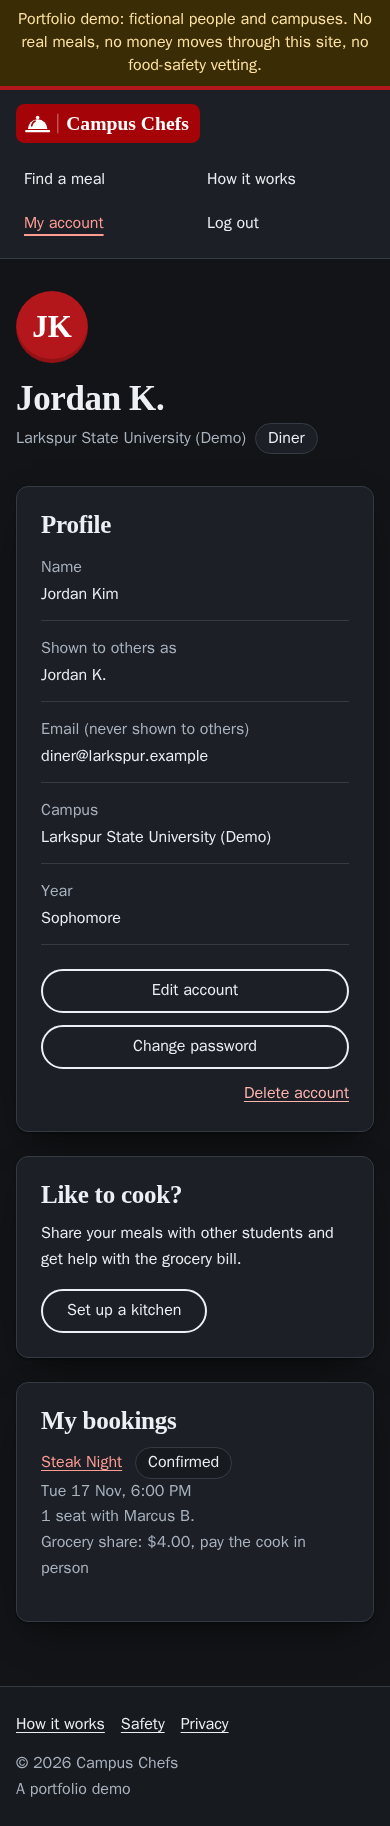 Portfolio demo: fictional people and campuses. No
real meals, no money moves through this site, no
food-safety vetting.
Campus Chefs
Find a meal
How it works
My account
Log out
JK
Jordan K.
Larkspur State University (Demo) Diner
Profile
Name
Jordan Kim
Shown to others as
Jordan K.
Email (never shown to others)
diner@larkspur.example
Campus
Larkspur State University (Demo)
Year
Sophomore
Edit account
Change password
Delete account
Like to cook?
Share your meals with other students and
get help with the grocery bill.
Set up a kitchen
My bookings
Steak Night Confirmed
Tue 17 Nov, 6:00 PM
1 seat with Marcus B.
Grocery share: $4.00, pay the cook in
person
How it works Safety Privacy
© 2026 Campus Chefs
A portfolio demo